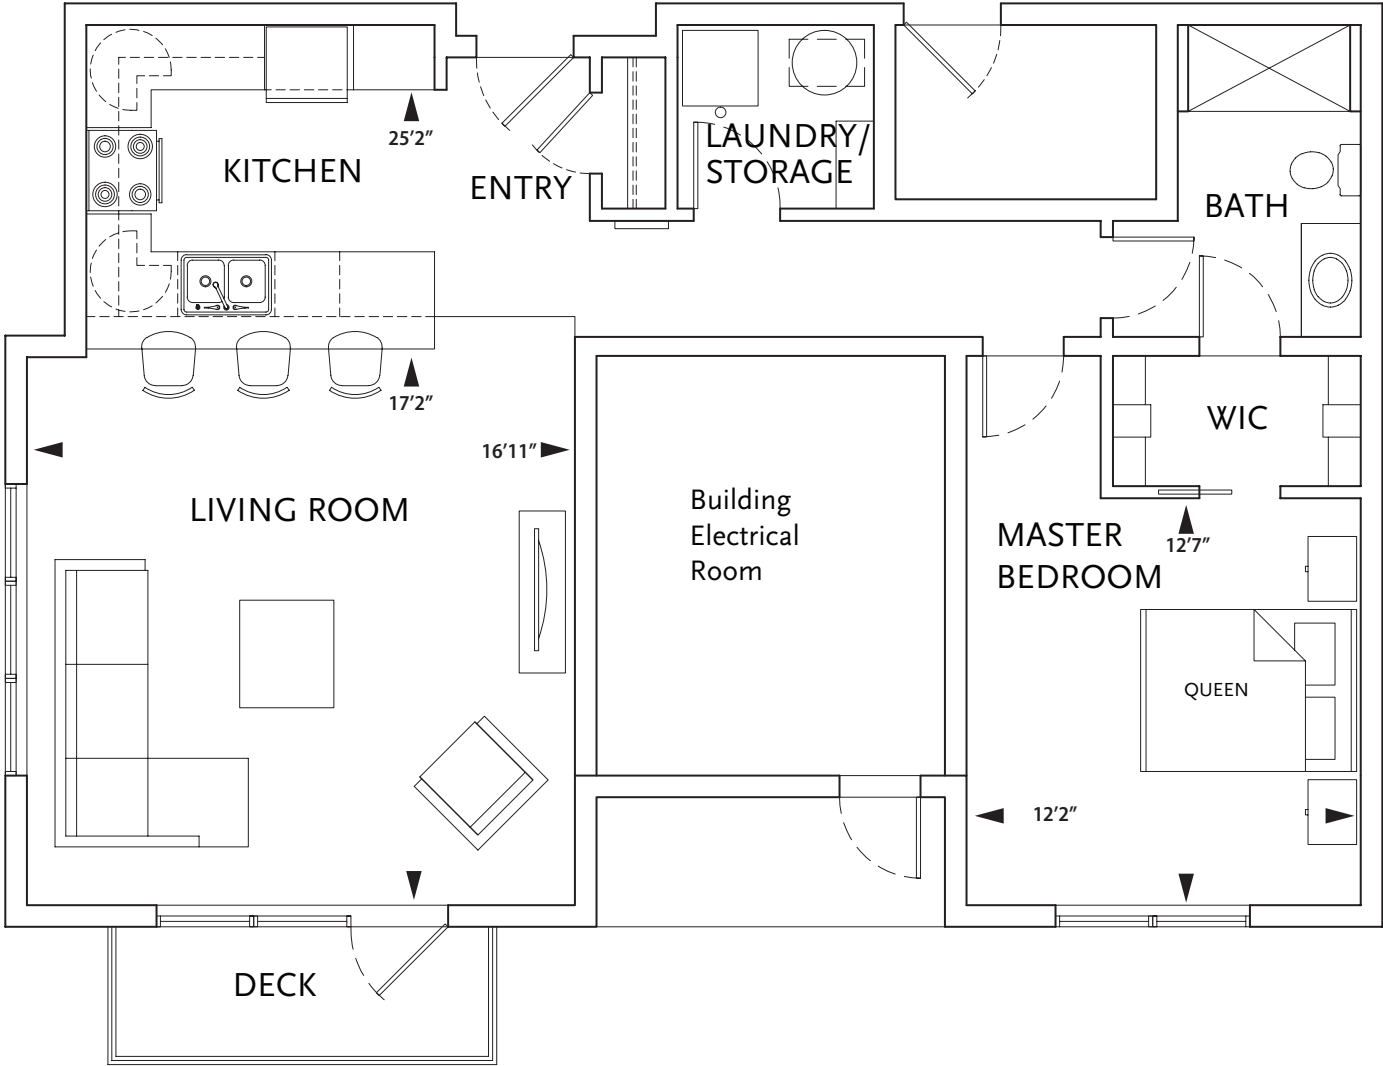 25’2”
KITCHEN
ENTRY
LAUNDRY/
STORAGE
BATH
17’2”
16’11”
WIC
LIVING ROOM
Building
Electrical
Room
MASTER
BEDROOM
12’7”
QUEEN
12’2”
DECK